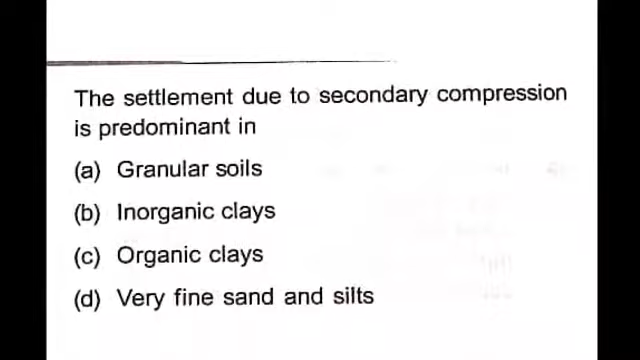 The settlement due to secondary compression
is predominant in
(a) Granular soils
(b) Inorganic clays
(c) Organic clays
(d) Very fine sand and silts